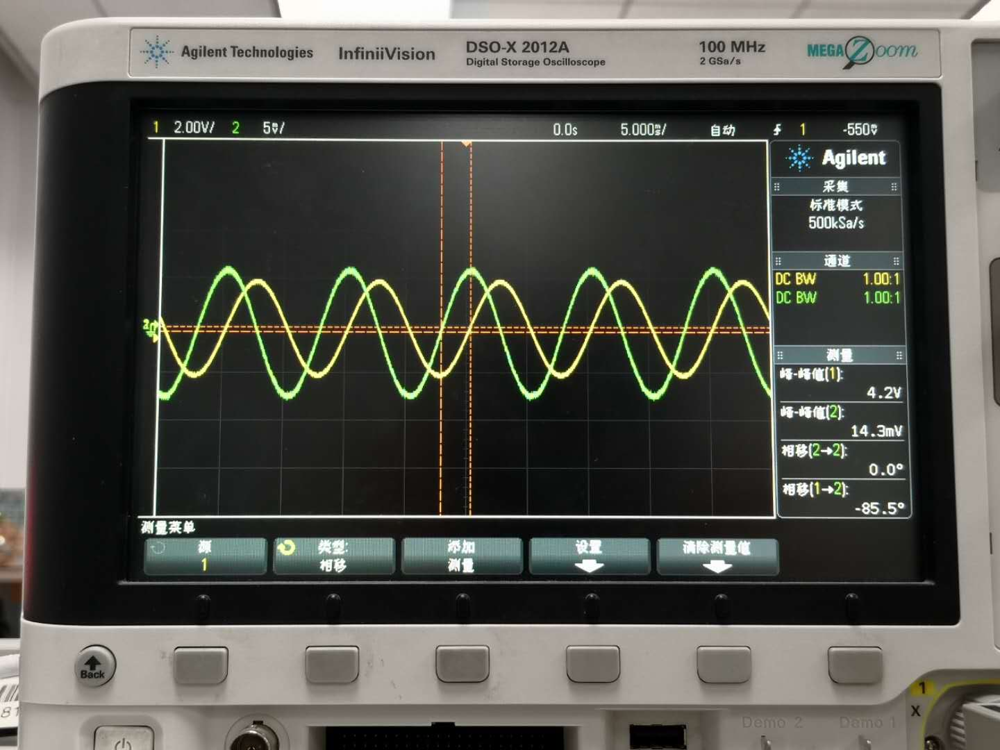 Agilent Technologies InfiniiVision DSO-X 2012A 100 MHz MEGA Zoom
Digital Storage Oscilloscope 2 GSa/s
1 2.00V/ 2 5mV/ 0.0s 5.000ms/ 自动 1 -550mV
Agilent
采集
标准模式
500kSa/s
通道
DC BW 1.00:1
DC BW 1.00:1
测量
峰-峰值(1):
4.2V
峰-峰值(2):
14.3mV
相移(2→2):
0.0°
相移(1→2):
-85.5°
测量菜单
源 类型: 添加 设置 清除测量值
1 相移 测量
Back
1
X
Demo 2 Demo 1
81